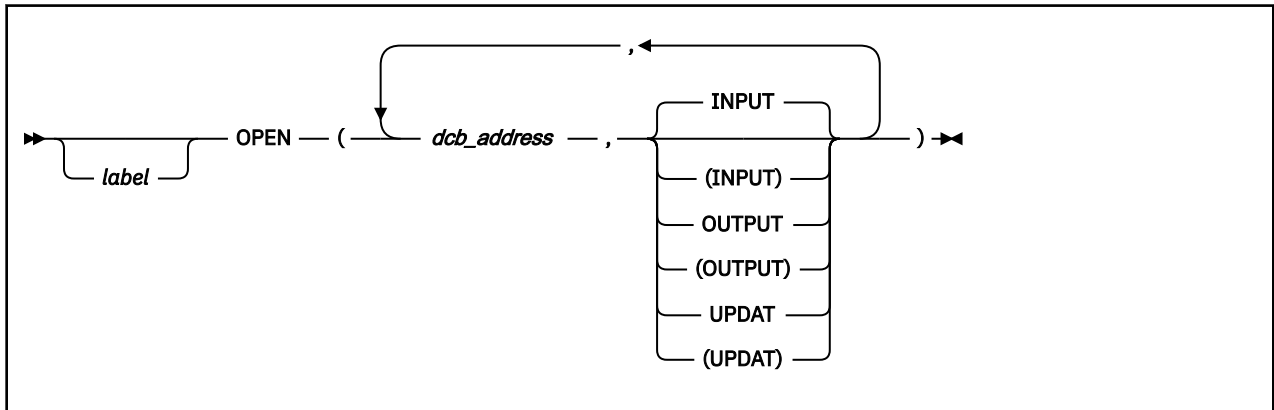 ,
INPUT
OPEN ( dcb_address , )
label
(INPUT)
OUTPUT
(OUTPUT)
UPDAT
(UPDAT)